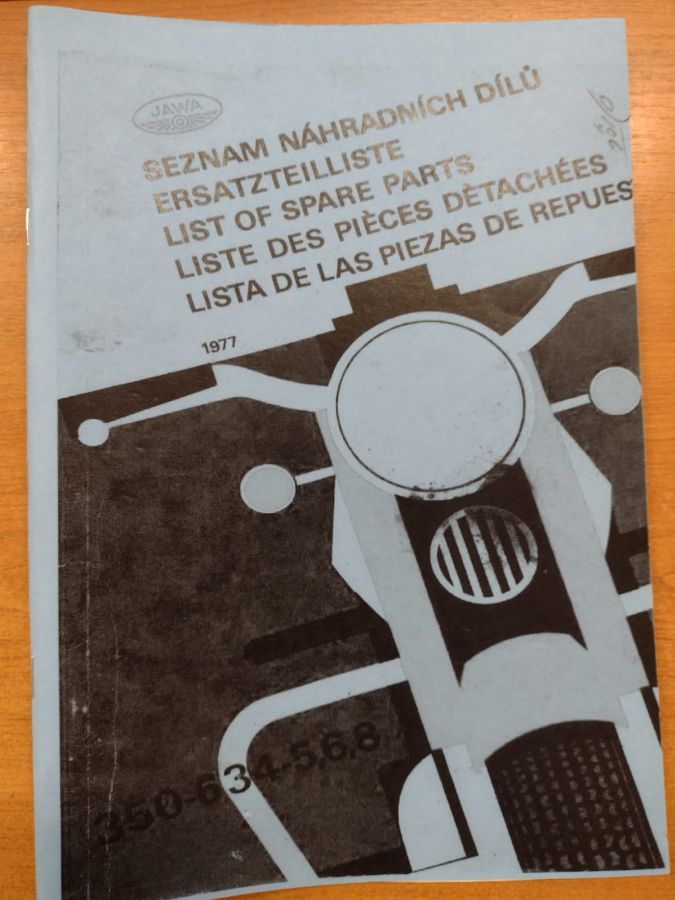 JAWA
SEZNAM NÁHRADNÍCH DÍLŮ
ERSATZTEILLISTE
LIST OF SPARE PARTS
LISTE DES PIÈCES DÈTACHÉES
LISTA DE LAS PIEZAS DE REPUES
1977
350-634-5,6,8